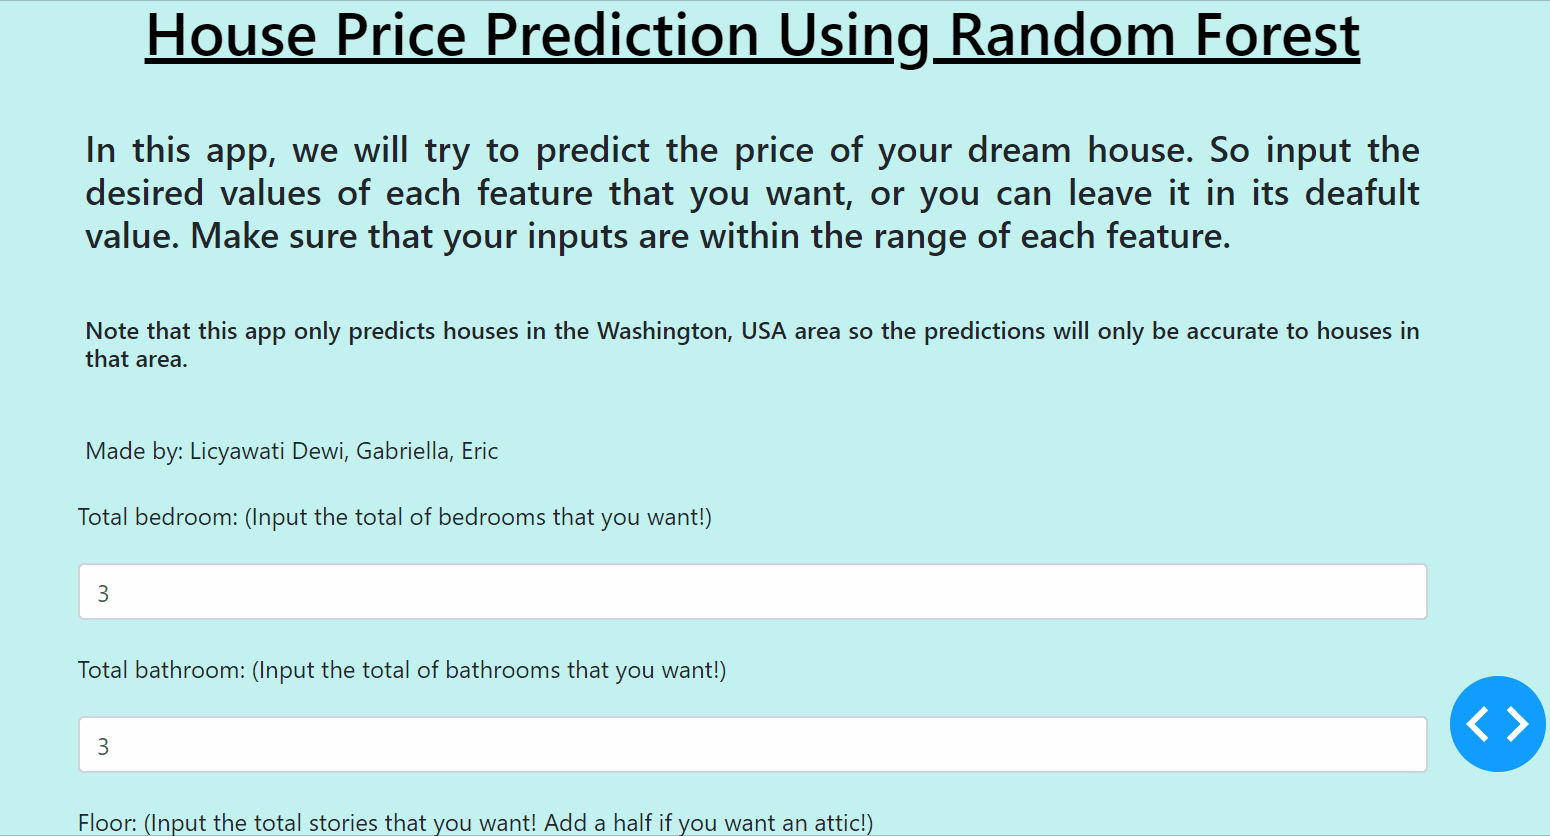 House Price Prediction Using Random Forest
In this app, we will try to predict the price of your dream house. So input the
desired values of each feature that you want, or you can leave it in its deafult
value. Make sure that your inputs are within the range of each feature.
Note that this app only predicts houses in the Washington, USA area so the predictions will only be accurate to houses in
that area.
Made by: Licyawati Dewi, Gabriella, Eric
Total bedroom: (Input the total of bedrooms that you want!)
3
Total bathroom: (Input the total of bathrooms that you want!)
3
Floor: (Input the total stories that you want! Add a half if you want an attic!)